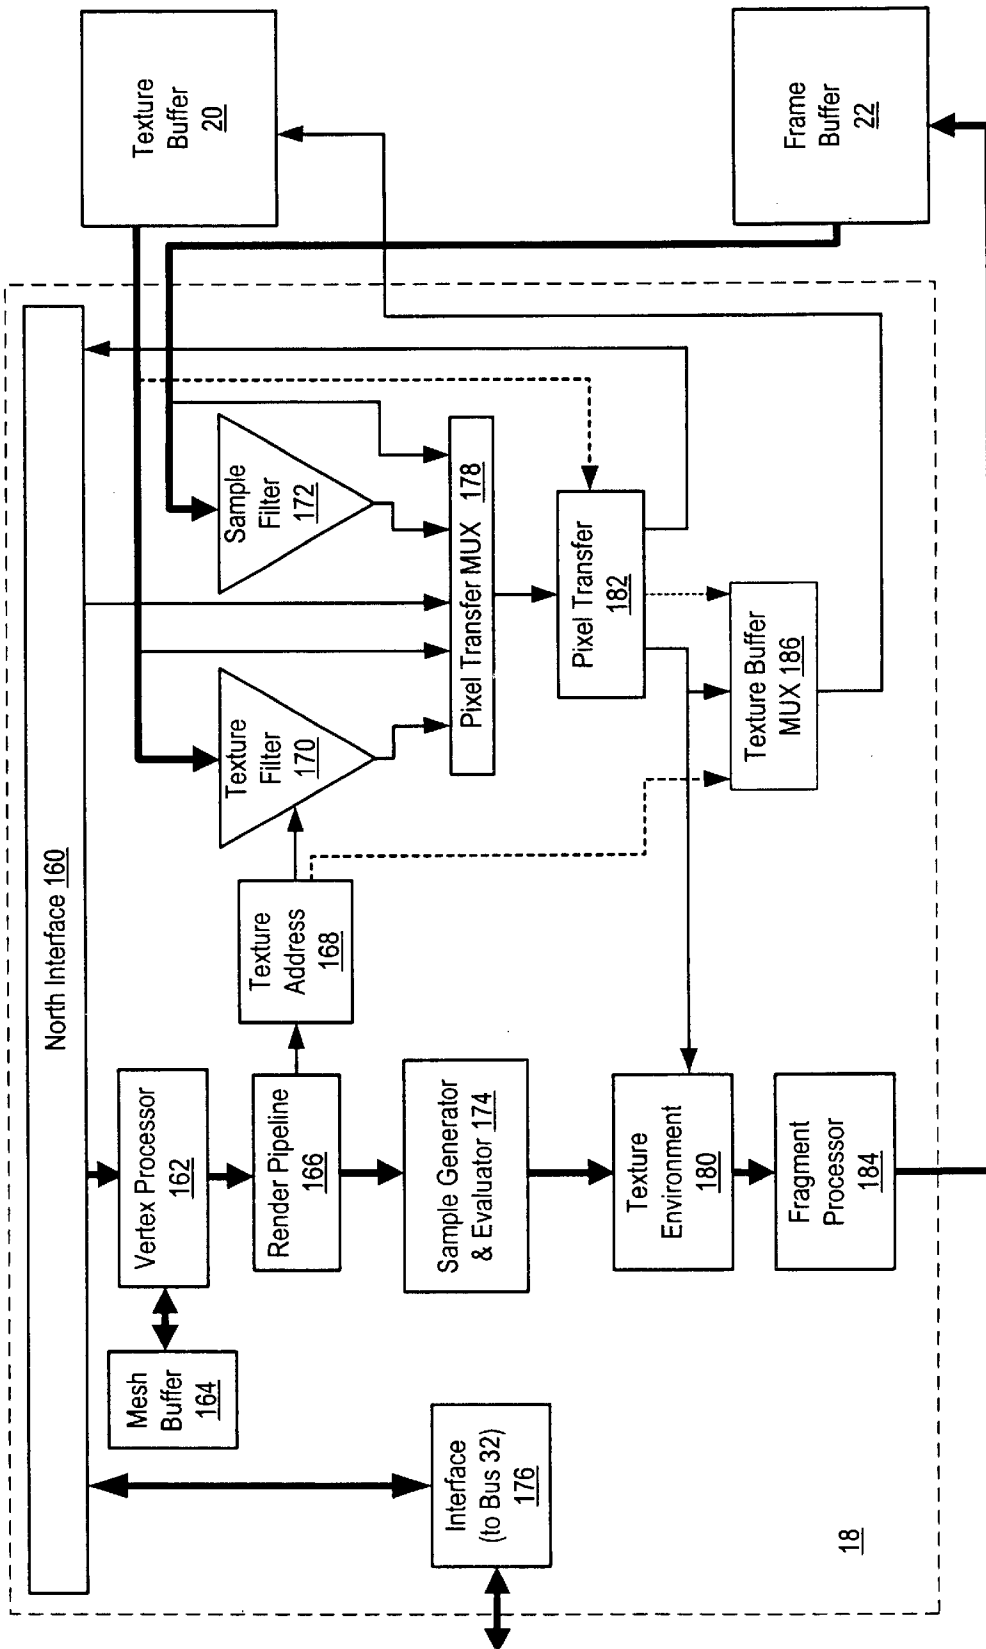 North Interface 160
Mesh
Buffer
164
Vertex Processor
162
Interface
(to Bus 32)
176
Render Pipeline
166
Texture
Address
168
Texture
Filter
170
Sample
Filter
172
Texture
Buffer
20
Sample Generator
& Evaluator 174
Pixel Transfer MUX 178
Texture
Environment
180
Pixel Transfer
182
Fragment
Processor
184
Texture Buffer
MUX 186
Frame
Buffer
22
18